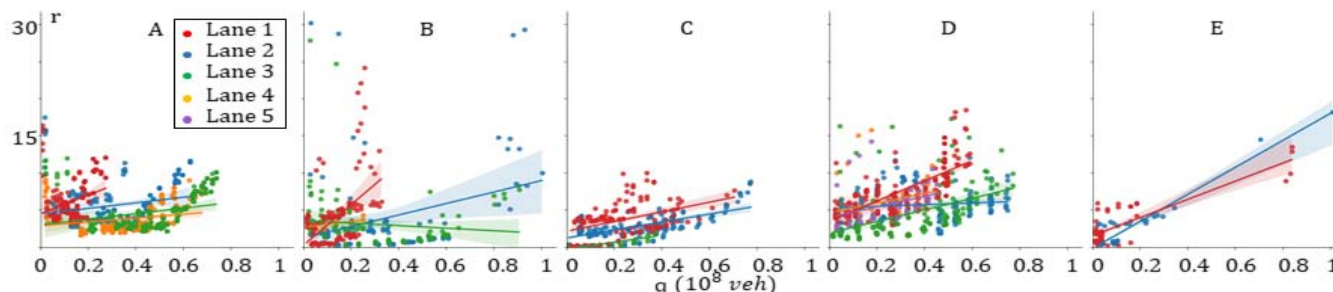 30 r A B C D E
Lane 1
Lane 2
Lane 3
Lane 4
Lane 5
15
0 0.2 0.4 0.6 0.8 1 0 0.2 0.4 0.6 0.8 1 0 0.2 0.4 0.6 0.8 1 0 0.2 0.4 0.6 0.8 1 0 0.2 0.4 0.6 0.8 1
q (10⁸ veh)